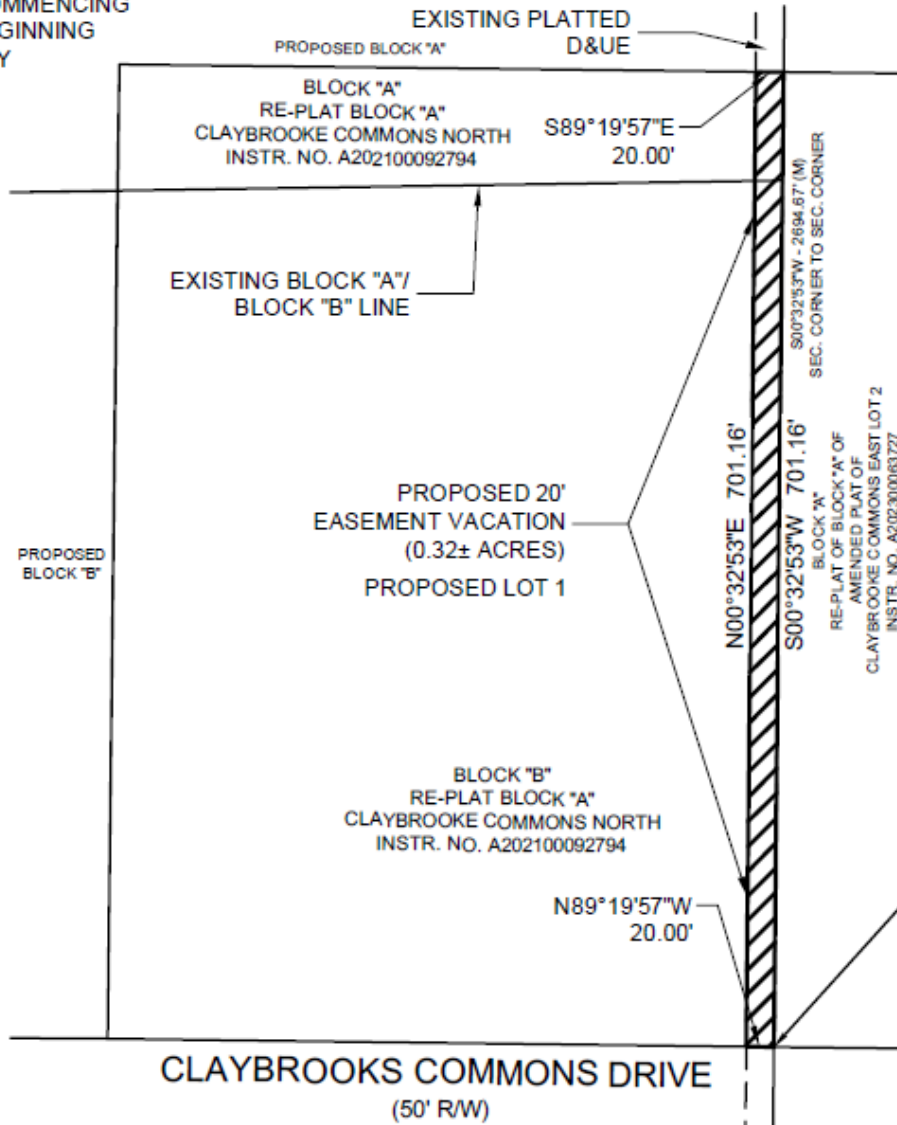 OMMENCING
GINNING
Y
EXISTING PLATTED
D&UE
PROPOSED BLOCK "A"
BLOCK "A"
RE-PLAT BLOCK "A"
CLAYBROOKE COMMONS NORTH
INSTR. NO. A202100092794
S89°19'57"E
20.00'
S00°32'53"W - 2694.67' (M)
SEC. CORNER TO SEC. CORNER
EXISTING BLOCK "A"/
BLOCK "B" LINE
PROPOSED 20'
EASEMENT VACATION
(0.32± ACRES)
PROPOSED LOT 1
N00°32'53"E 701.16'
S00°32'53"W 701.16'
BLOCK "A"
RE-PLAT OF BLOCK "A" OF
AMENDED PLAT OF
CLAYBROOKE COMMONS EAST LOT 2
INSTR. NO. A202300063727
PROPOSED
BLOCK "B"
BLOCK "B"
RE-PLAT BLOCK "A"
CLAYBROOKE COMMONS NORTH
INSTR. NO. A202100092794
N89°19'57"W
20.00'
CLAYBROOKS COMMONS DRIVE
(50' R/W)